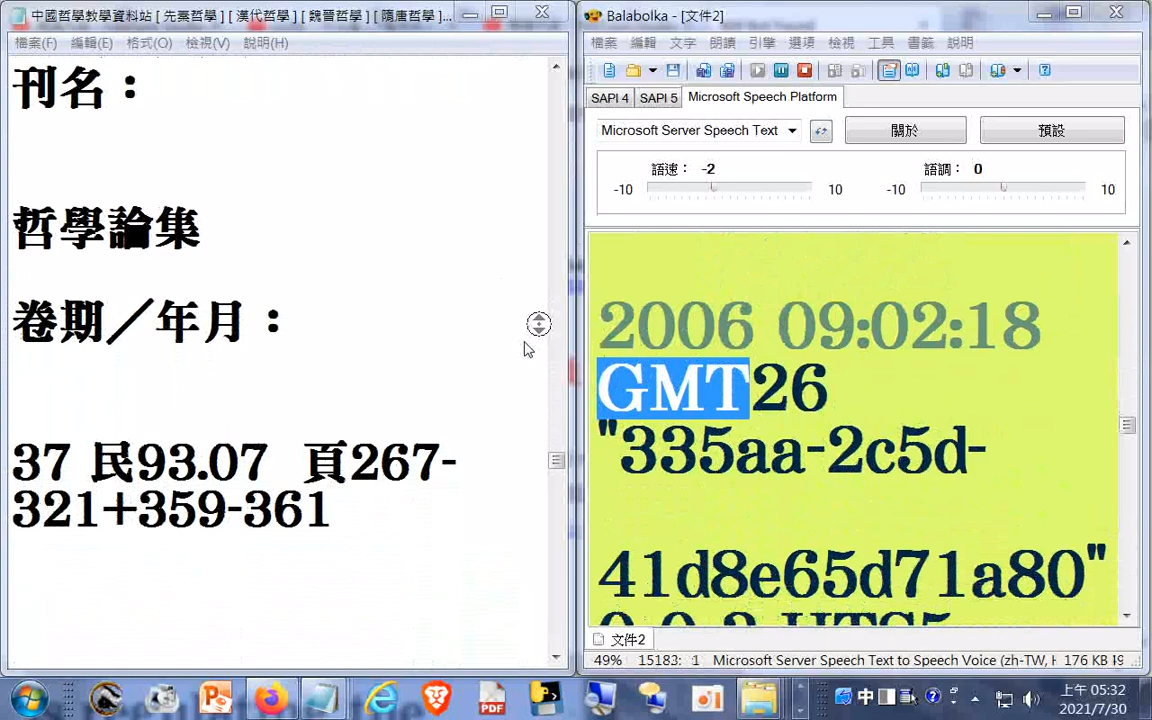 中國哲學教學資料站 [ 先秦哲學 ] [ 漢代哲學 ] [ 魏晉哲學 ] [ 隋唐哲學 ]...
檔案(F) 編輯(E) 格式(O) 檢視(V) 說明(H)
刊名：
哲學論集
卷期／年月：
37 民93.07 頁267-
321+359-361
Balabolka - [文件2]
檔案 編輯 文字 朗讀 引擎 選項 檢視 工具 書籤 說明
SAPI 4 SAPI 5 Microsoft Speech Platform
Microsoft Server Speech Text 關於 預設
語速： -2 語調： 0
-10 10 -10 10
2006 09:02:18
GMT26
"335aa-2c5d-
41d8e65d71a80"
文件2
49% 15183: 1 Microsoft Server Speech Text to Speech Voice (zh-TW, 176 KB
中
上午 05:32
2021/7/30